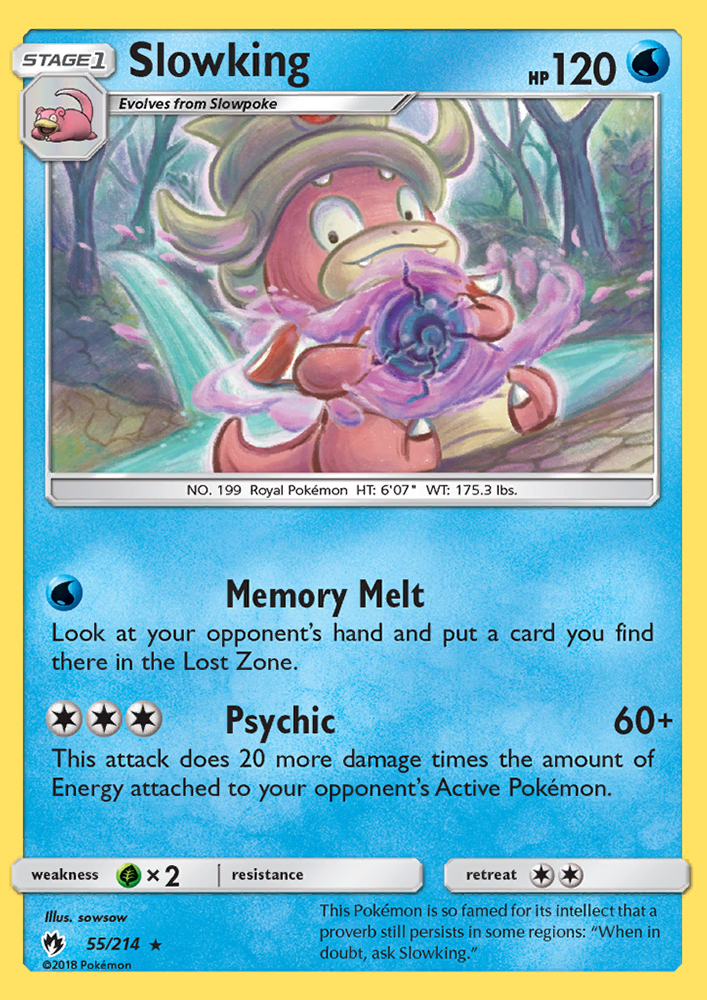 STAGE1
Slowking
HP120
Evolves from Slowpoke
NO. 199 Royal Pokémon HT: 6'07" WT: 175.3 lbs.
Memory Melt
Look at your opponent's hand and put a card you find
there in the Lost Zone.
Psychic 60+
This attack does 20 more damage times the amount of
Energy attached to your opponent's Active Pokémon.
weakness ×2 resistance retreat
Illus. sowsow
55/214 ★
©2018 Pokémon
This Pokémon is so famed for its intellect that a
proverb still persists in some regions: “When in
doubt, ask Slowking.”